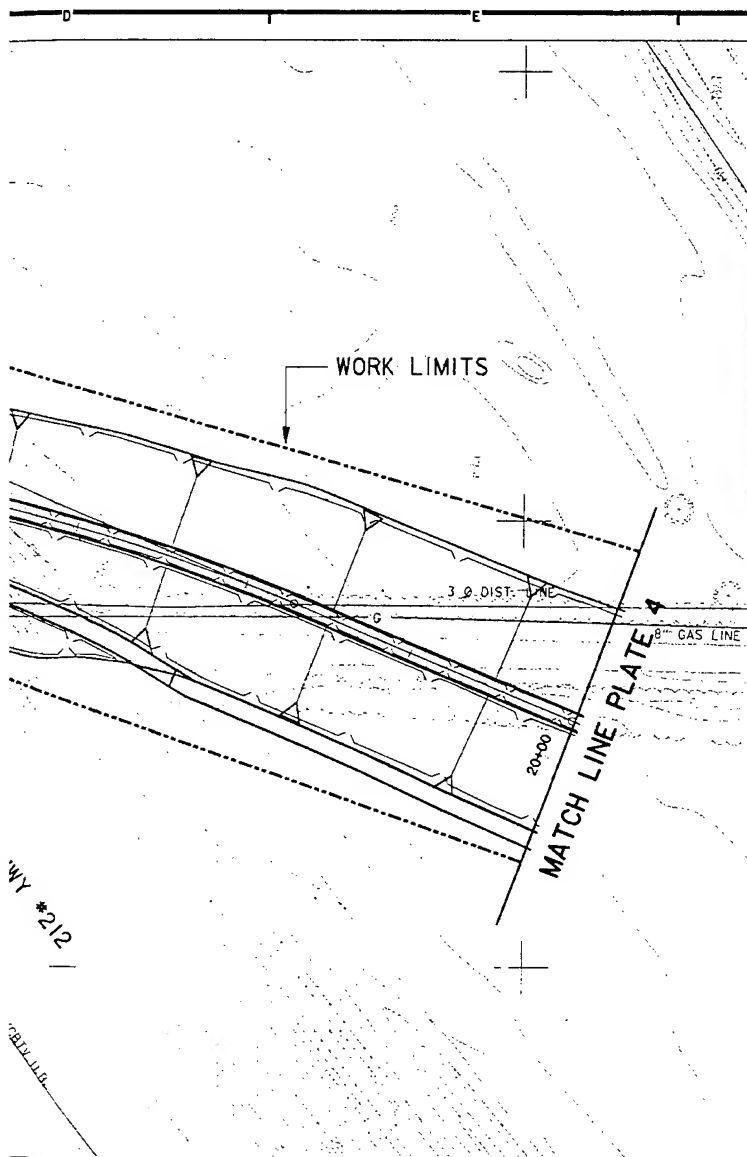 D
E
WORK LIMITS
3 Ø DIST. LINE
G
8" GAS LINE
20+00
MATCH LINE PLATE 4
WY #212